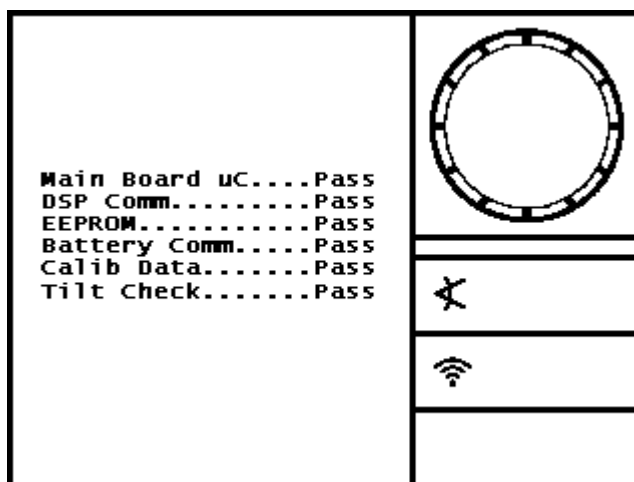 Main Board uC....Pass
DSP Comm.........Pass
EEPROM...........Pass
Battery Comm.....Pass
Calib Data.......Pass
Tilt Check.......Pass